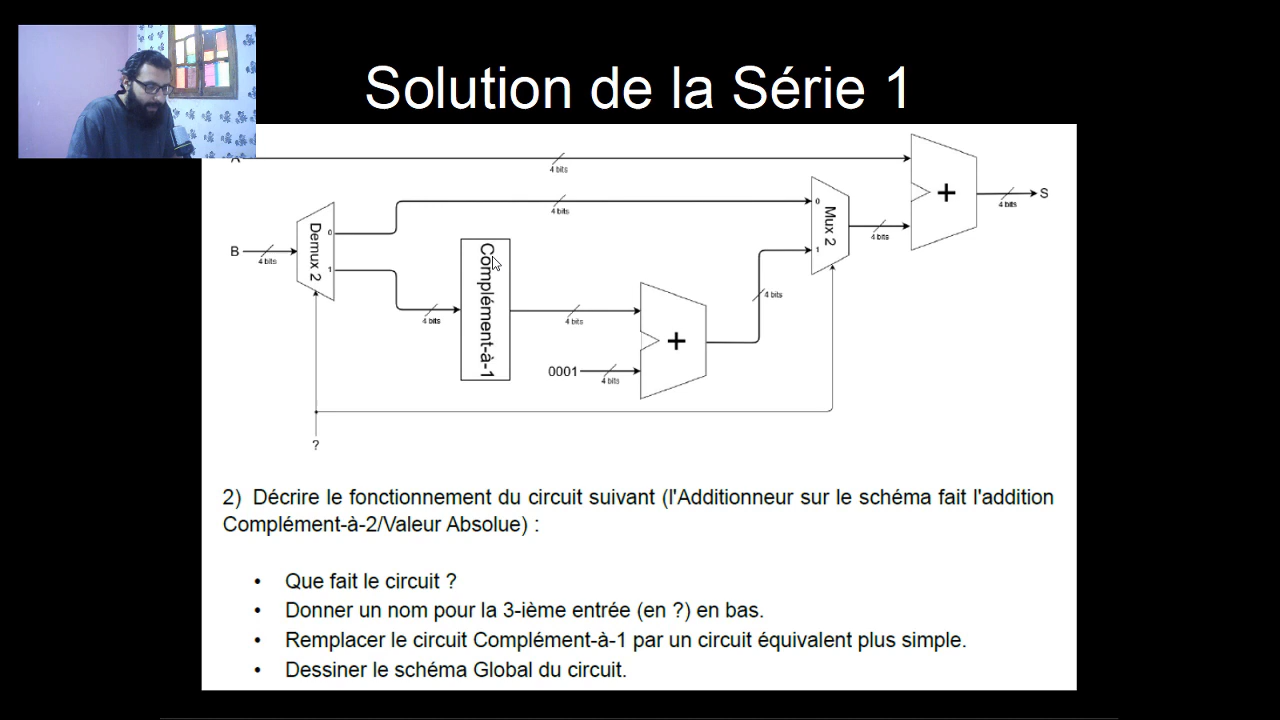 Solution de la Série 1
4 bits
4 bits
S
4 bits
0
Mux 2
+
B
4 bits
Demux 2
0
1
Complément-à-1
1
4 bits
4 bits
4 bits
4 bits
+
0001
4 bits
?
2) Décrire le fonctionnement du circuit suivant (l'Additionneur sur le schéma fait l'addition
Complément-à-2/Valeur Absolue) :
• Que fait le circuit ?
• Donner un nom pour la 3-ième entrée (en ?) en bas.
• Remplacer le circuit Complément-à-1 par un circuit équivalent plus simple.
• Dessiner le schéma Global du circuit.